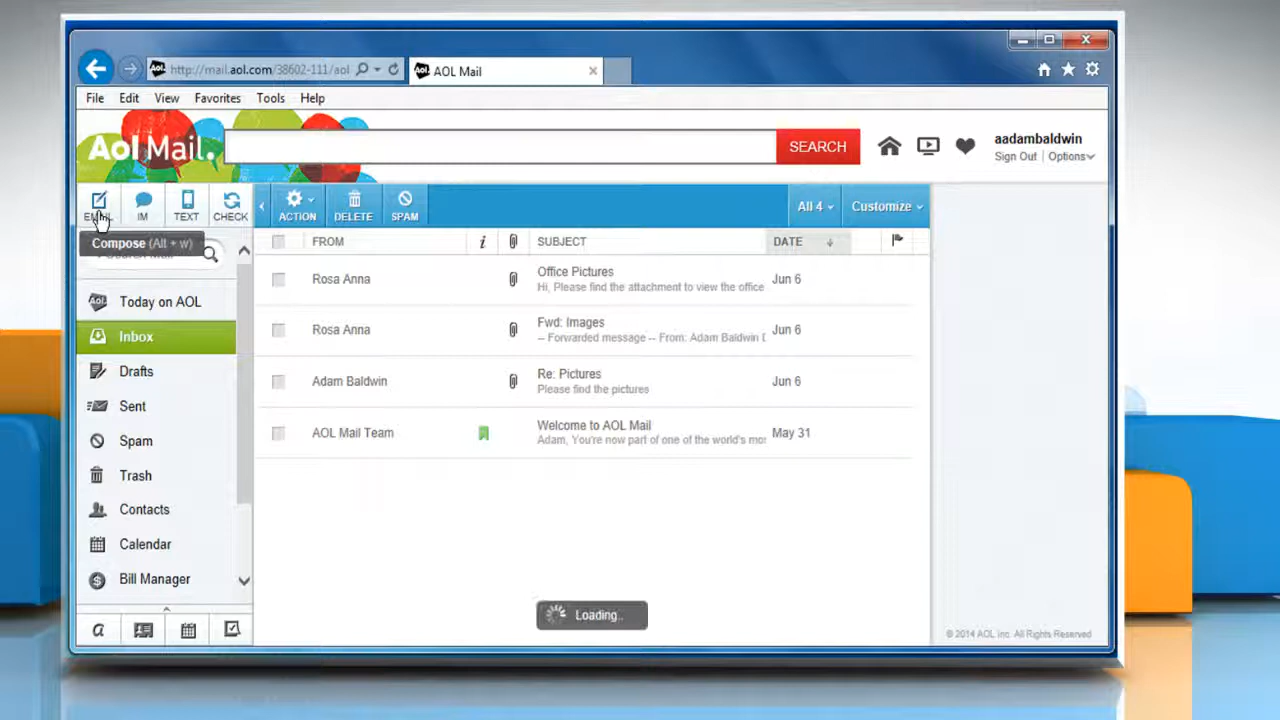 http://mail.aol.com/38602-111/aol
Aol. AOL Mail
File Edit View Favorites Tools Help
Aol Mail.
SEARCH
aadambaldwin
Sign Out | Options
EMAIL IM TEXT CHECK ACTION DELETE SPAM All 4 Customize
Compose (Alt + w)
FROM i SUBJECT DATE
Rosa Anna Office Pictures Jun 6
Hi, Please find the attachment to view the office
Rosa Anna Fwd: Images Jun 6
-- Forwarded message -- From: Adam Baldwin
Adam Baldwin Re: Pictures Jun 6
Please find the pictures
AOL Mail Team Welcome to AOL Mail May 31
Adam, You're now part of one of the world's mo
Today on AOL
Inbox
Drafts
Sent
Spam
Trash
Contacts
Calendar
Bill Manager
Loading..
a
© 2014 AOL Inc. All Rights Reserved